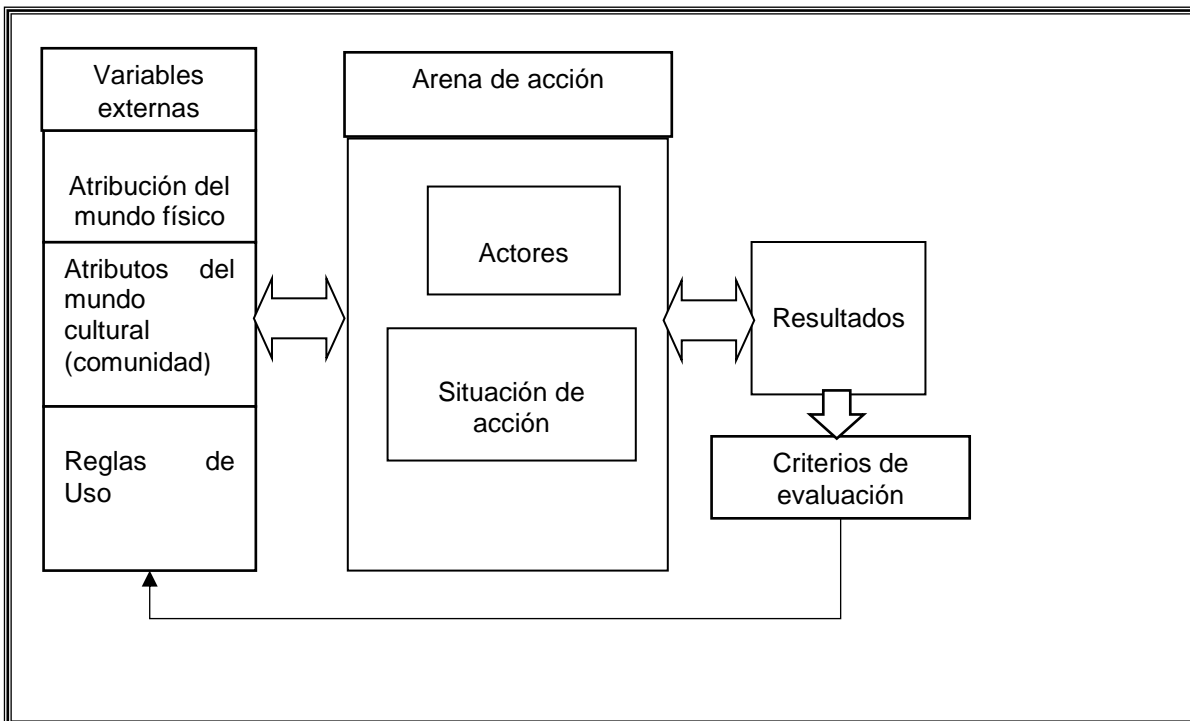 Variables
externas
Atribución del
mundo físico
Atributos del
mundo
cultural
(comunidad)
Reglas de
Uso
Arena de acción
Actores
Situación de
acción
Resultados
Criterios de
evaluación